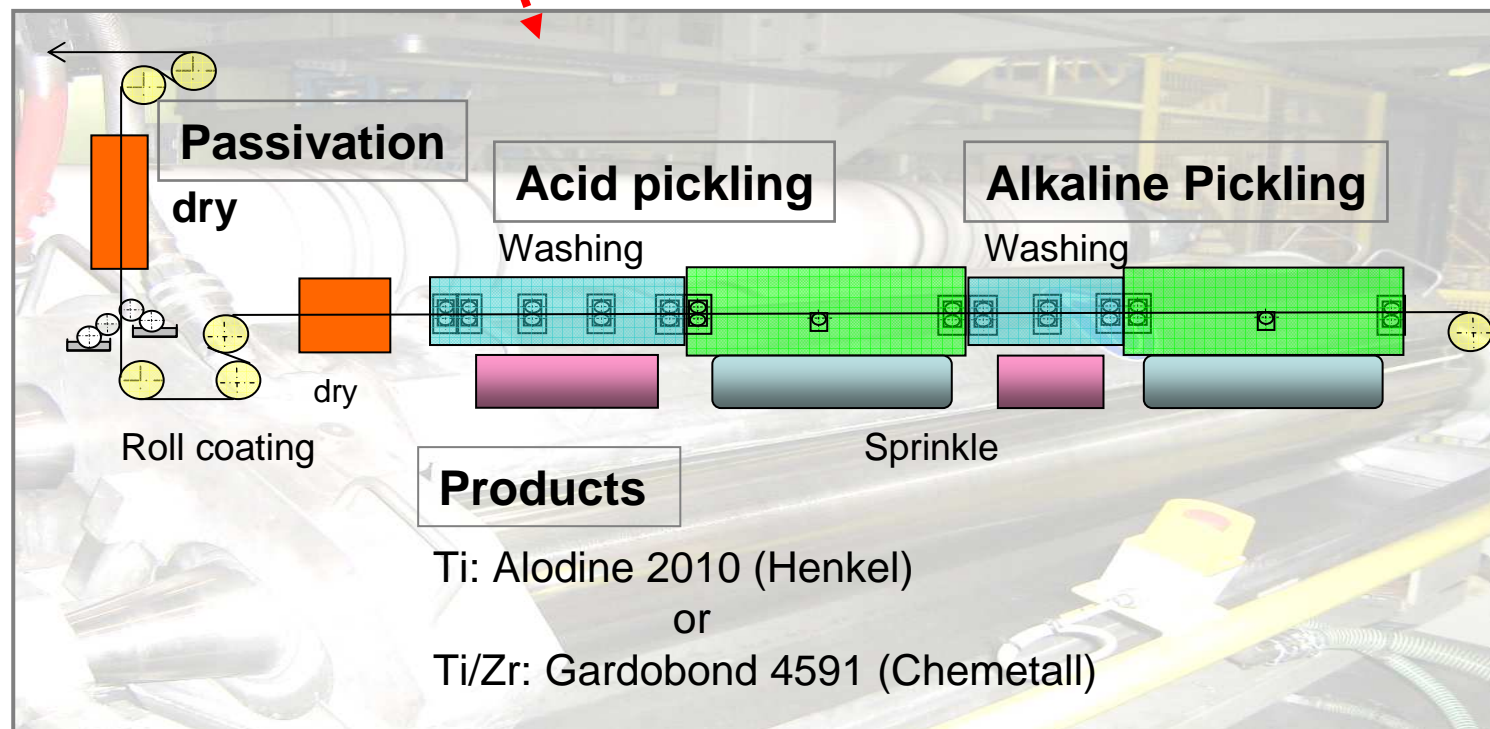 Passivation
dry
Acid pickling
Alkaline Pickling
Washing
Washing
dry
Roll coating
Sprinkle
Products
Ti: Alodine 2010 (Henkel)
or
Ti/Zr: Gardobond 4591 (Chemetall)